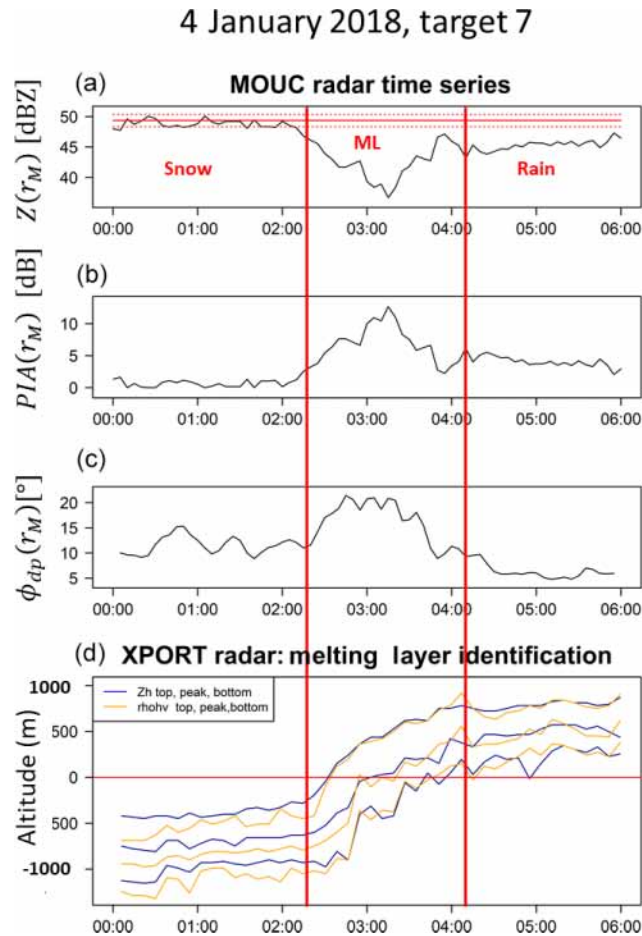 4 January 2018, target 7
(a)
MOUC radar time series
Z(r_M) [dBZ]
50
45
40
Snow
ML
Rain
00:00 01:00 02:00 03:00 04:00 05:00 06:00
(b)
PIA(r_M) [dB]
10
5
0
00:00 01:00 02:00 03:00 04:00 05:00 06:00
(c)
ϕ_dp(r_M)[°]
20
15
10
5
00:00 01:00 02:00 03:00 04:00 05:00 06:00
(d) XPORT radar: melting layer identification
Zh top, peak, bottom
rhohv top, peak,bottom
Altitude (m)
1000
500
0
500
-1000
00:00 01:00 02:00 03:00 04:00 05:00 06:00